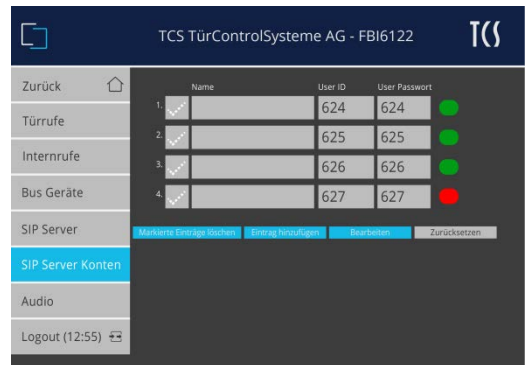 TCS TürControlSysteme AG - FBI6122
TCS
Zurück
Türrufe
Internrufe
Bus Geräte
SIP Server
SIP Server Konten
Audio
Logout (12:55)
Name User ID User Passwort
1. 624 624
2. 625 625
3. 626 626
4. 627 627
Markierte Einträge löschen Eintrag hinzufügen Bearbeiten Zurücksetzen